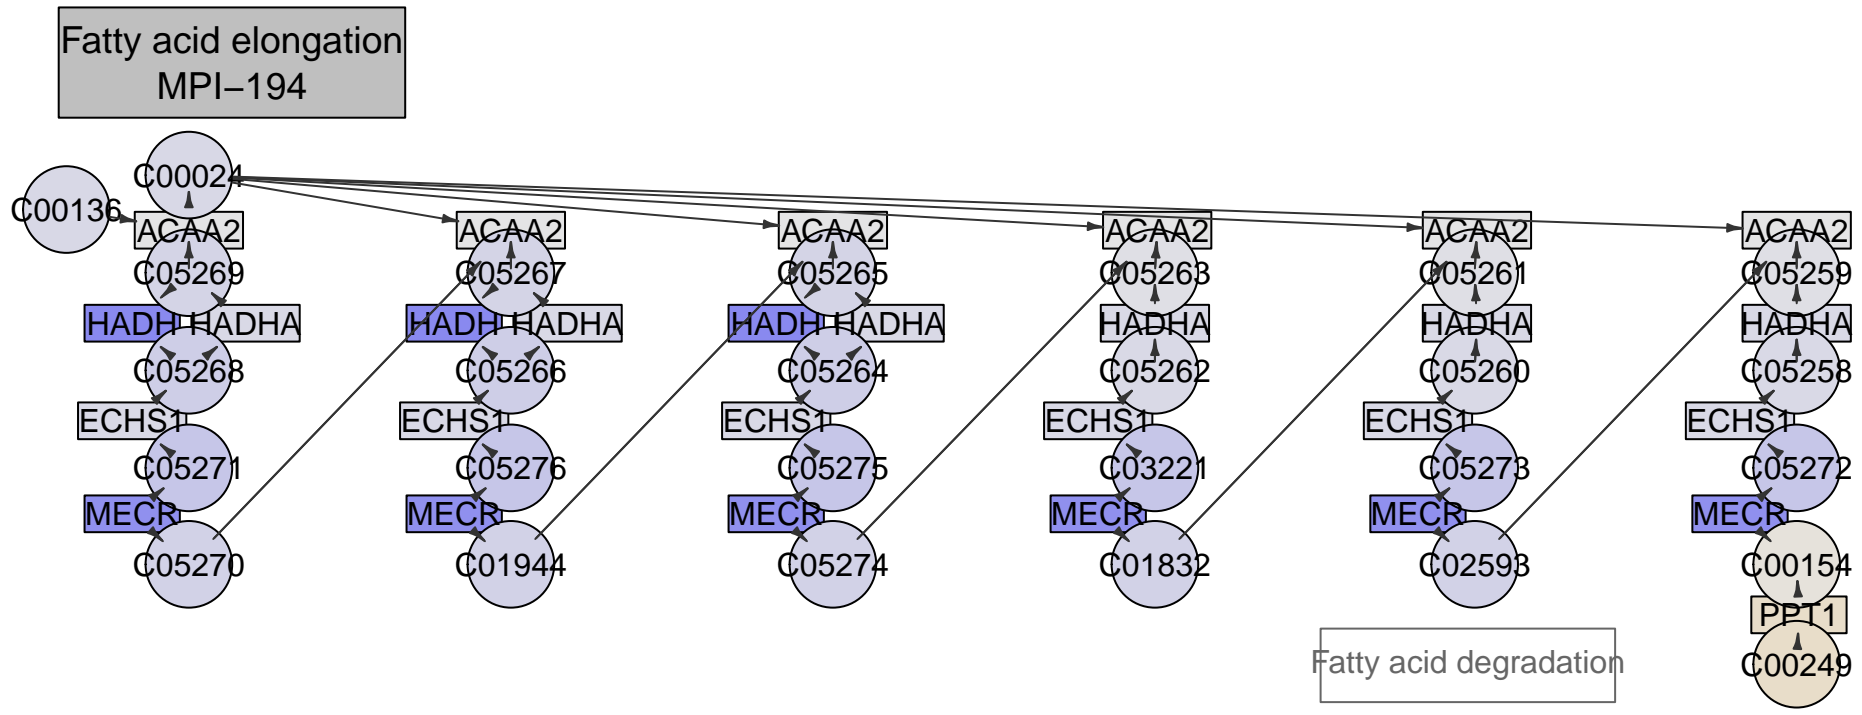 Fatty acid elongation
MPI−194
C00024
C00136
ACAA2 ACAA2 ACAA2 ACAA2 ACAA2 ACAA2
C05269 C05267 C05265 C05263 C05261 C05259
HADH HADHA HADH HADHA HADH HADHA HADHA HADHA HADHA
C05268 C05266 C05264 C05262 C05260 C05258
ECHS1 ECHS1 ECHS1 ECHS1 ECHS1 ECHS1
C05271 C05276 C05275 C03221 C05273 C05272
MECR MECR MECR MECR MECR MECR
C05270 C01944 C05274 C01832 C02593 C00154
PPT1
Fatty acid degradation C00249